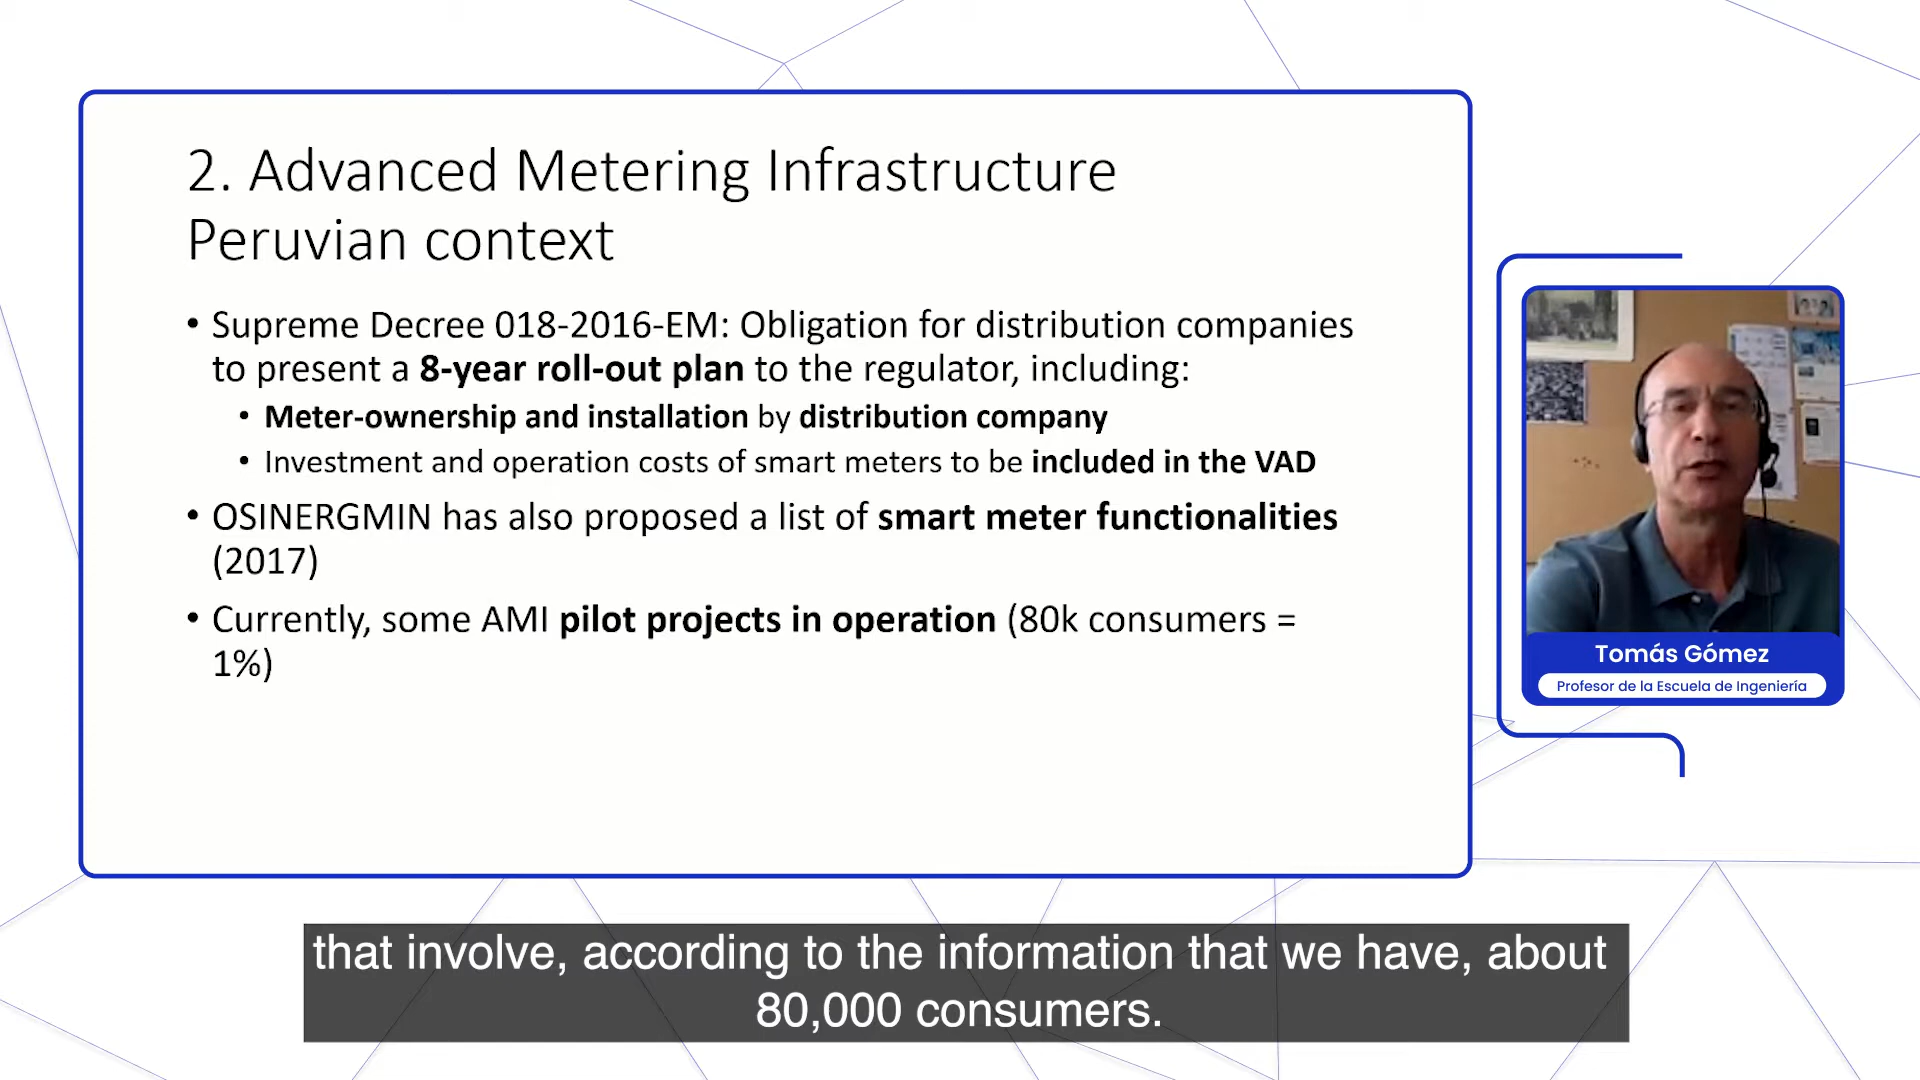 2. Advanced Metering Infrastructure
Peruvian context
• Supreme Decree 018-2016-EM: Obligation for distribution companies
to present a 8-year roll-out plan to the regulator, including:
• Meter-ownership and installation by distribution company
• Investment and operation costs of smart meters to be included in the VAD
• OSINERGMIN has also proposed a list of smart meter functionalities
(2017)
• Currently, some AMI pilot projects in operation (80k consumers =
1%)
Tomás Gómez
Profesor de la Escuela de Ingeniería
that involve, according to the information that we have, about
80,000 consumers.